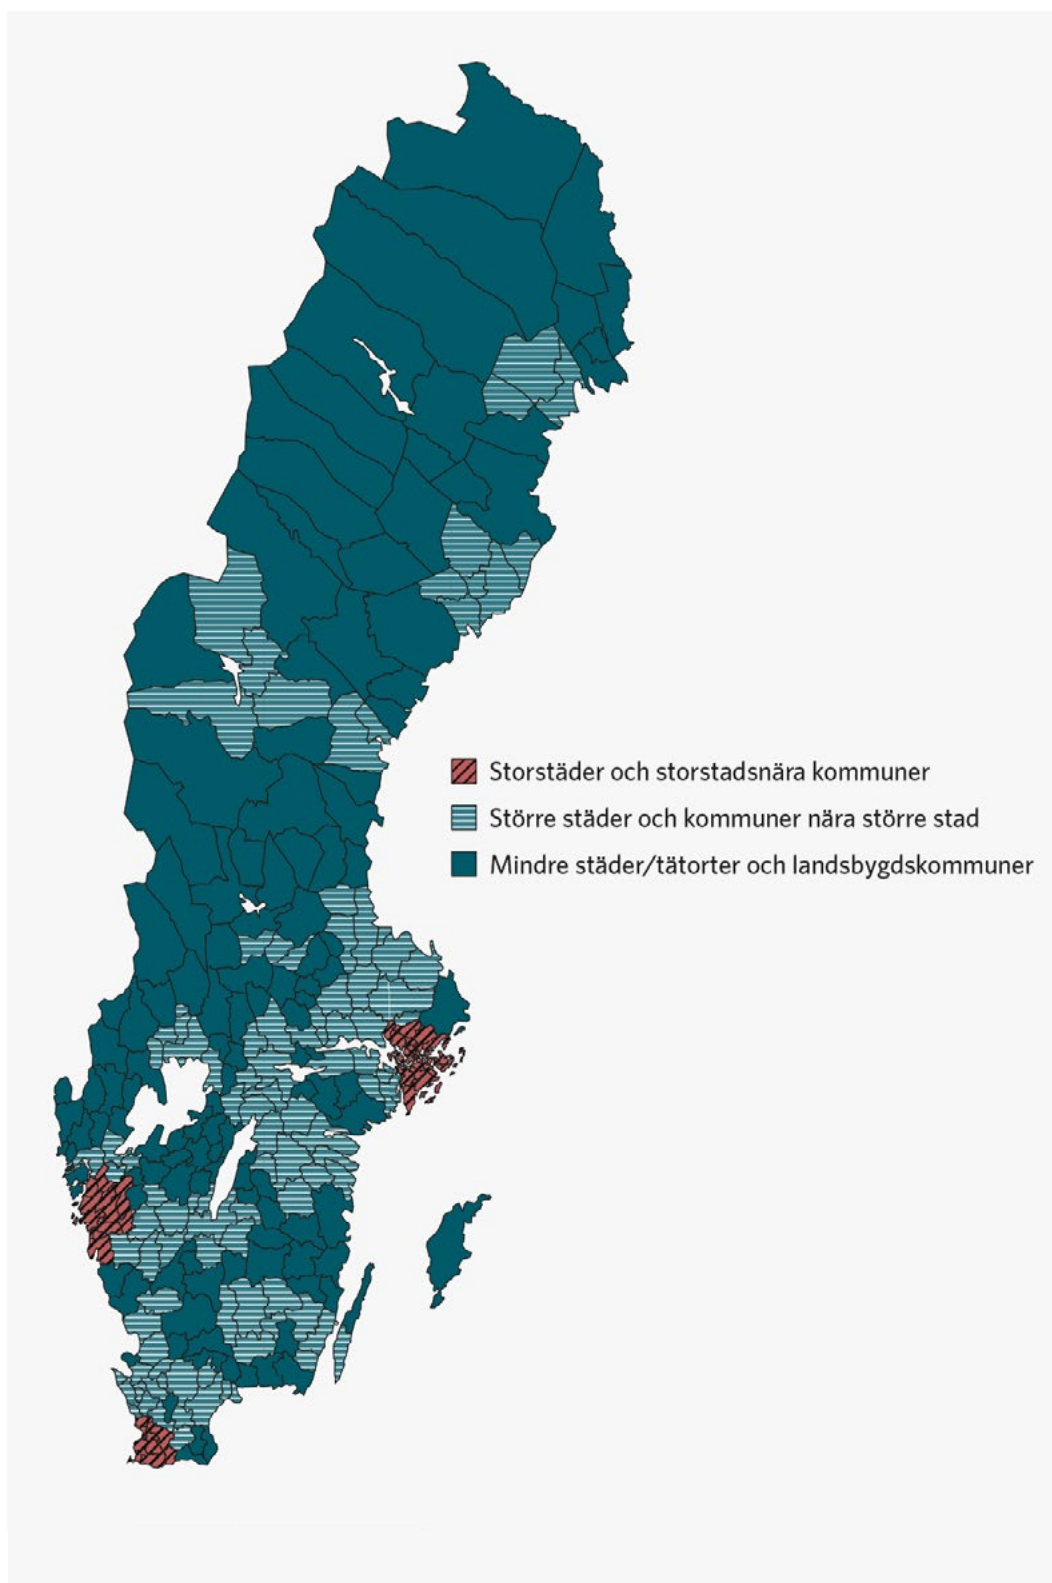 Storstäder och storstadsnära kommuner
Större städer och kommuner nära större stad
Mindre städer/tätorter och landsbygdskommuner